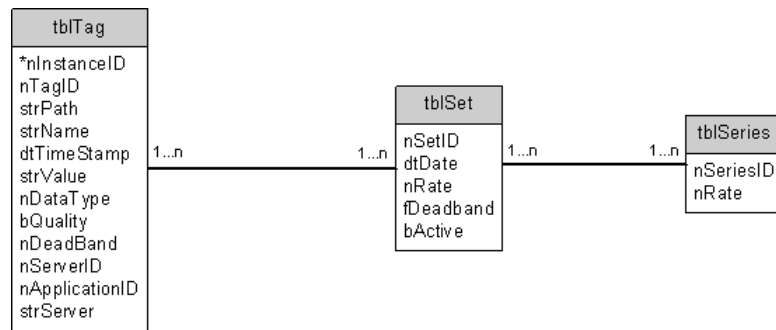 tblTag
*nInstanceID
nTagID
strPath
strName
dtTimeStamp
strValue
nDataType
bQuality
nDeadBand
nServerID
nApplicationID
strServer
1...n
1...n
tblSet
nSetID
dtDate
nRate
fDeadband
bActive
1...n
1...n
tblSeries
nSeriesID
nRate